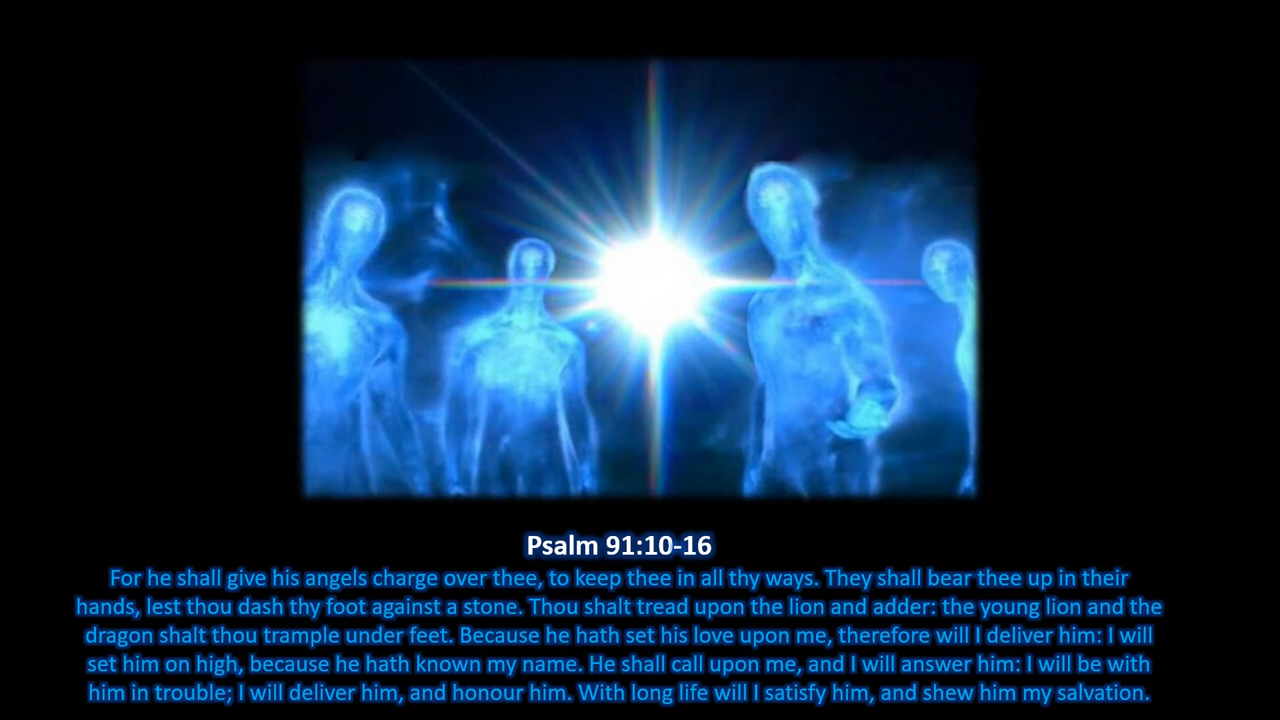 Psalm 91:10-16
For he shall give his angels charge over thee, to keep thee in all thy ways. They shall bear thee up in their
hands, lest thou dash thy foot against a stone. Thou shalt tread upon the lion and adder: the young lion and the
dragon shalt thou trample under feet. Because he hath set his love upon me, therefore will I deliver him: I will
set him on high, because he hath known my name. He shall call upon me, and I will answer him: I will be with
him in trouble; I will deliver him, and honour him. With long life will I satisfy him, and shew him my salvation.